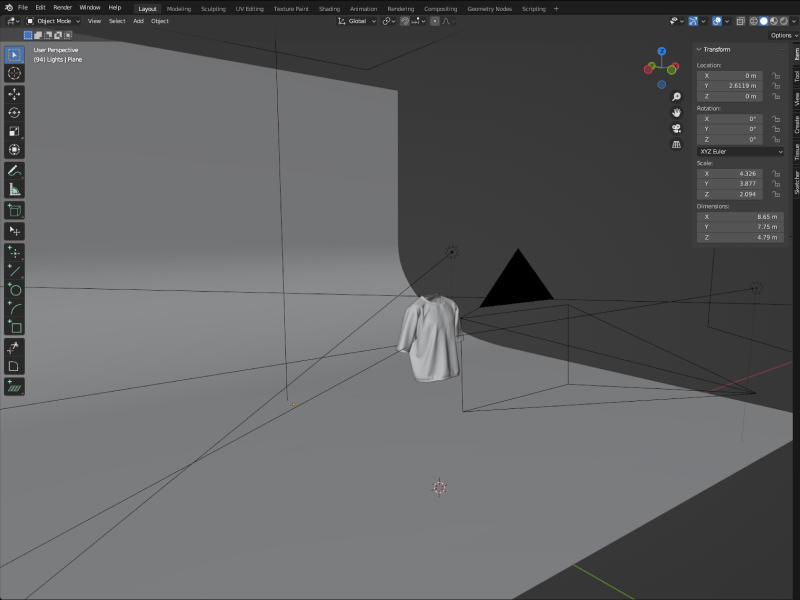 File Edit Render Window Help Layout Modeling Sculpting UV Editing Texture Paint Shading Animation Rendering Compositing Geometry Nodes Scripting +
Object Mode View Select Add Object Global
Options
User Perspective
(94) Lights | Plane
Transform
Location:
X 0 m
Y 2.6119 m
Z 0 m
Rotation:
X 0°
Y 0°
Z 0°
XYZ Euler
Scale:
X 4.326
Y 3.877
Z 2.094
Dimensions:
X 8.65 m
Y 7.75 m
Z 4.79 m
Item
Tool
View
Create
Tissue
Sketcher
Z